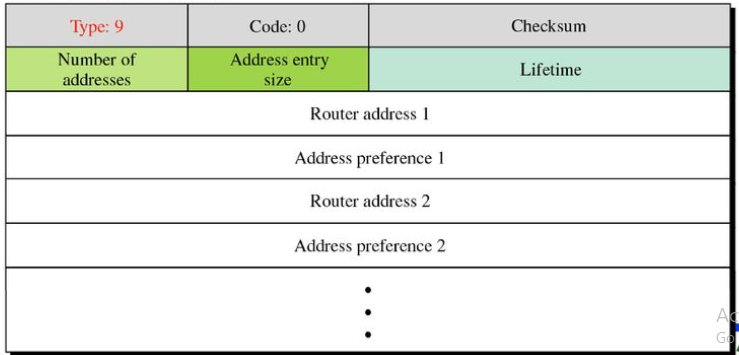 Type: 9 Code: 0 Checksum
Number of addresses Address entry size Lifetime
Router address 1
Address preference 1
Router address 2
Address preference 2